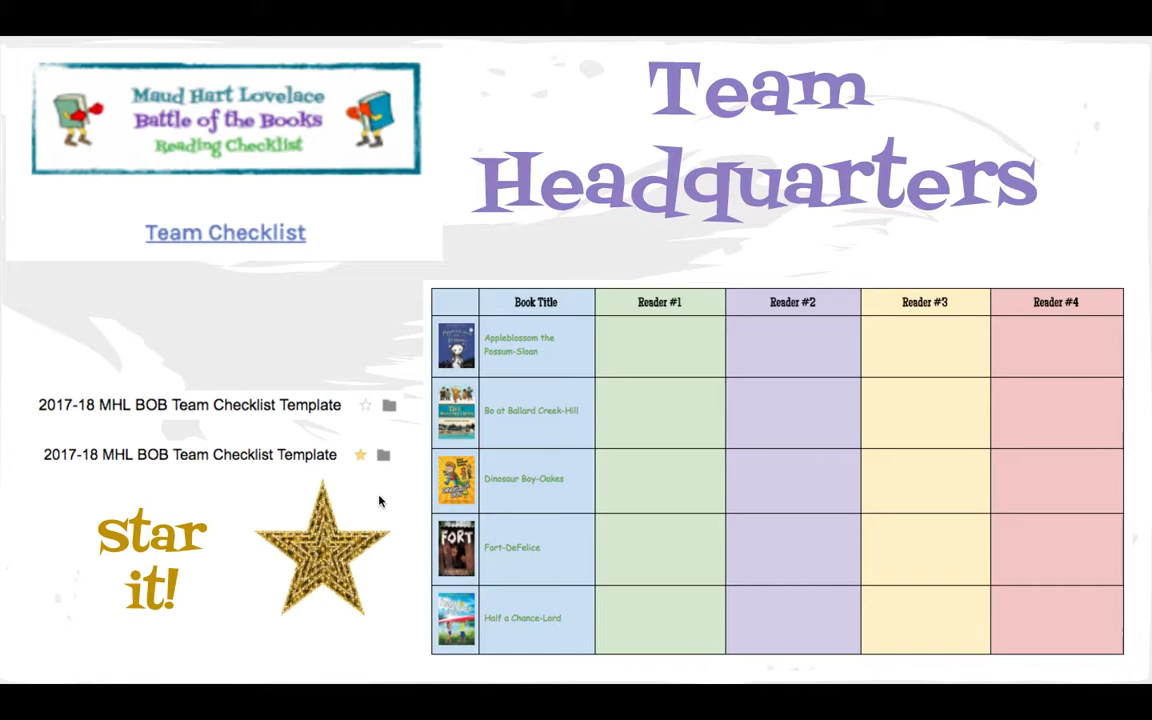 Maud Hart Lovelace
Battle of the Books
Reading Checklist
Team Checklist
Team
Headquarters
2017-18 MHL BOB Team Checklist Template
2017-18 MHL BOB Team Checklist Template
star
it!
Book Title Reader #1 Reader #2 Reader #3 Reader #4
Appleblossom the
Possum-Sloan
Bo at Ballard Creek-Hill
Dinosaur Boy-Oakes
FORT
Fort-DeFelice
Half a Chance-Lord